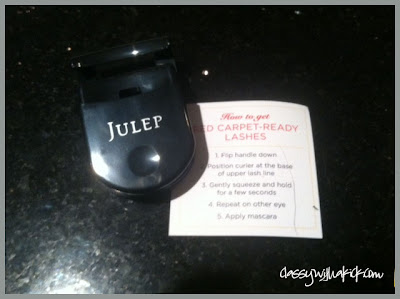 JULEP
How to get
RED CARPET-READY
LASHES
1. Flip handle down
Position curler at the base
of upper lash line
3. Gently squeeze and hold
for a few seconds
4. Repeat on other eye
5. Apply mascara
classywithakick.com